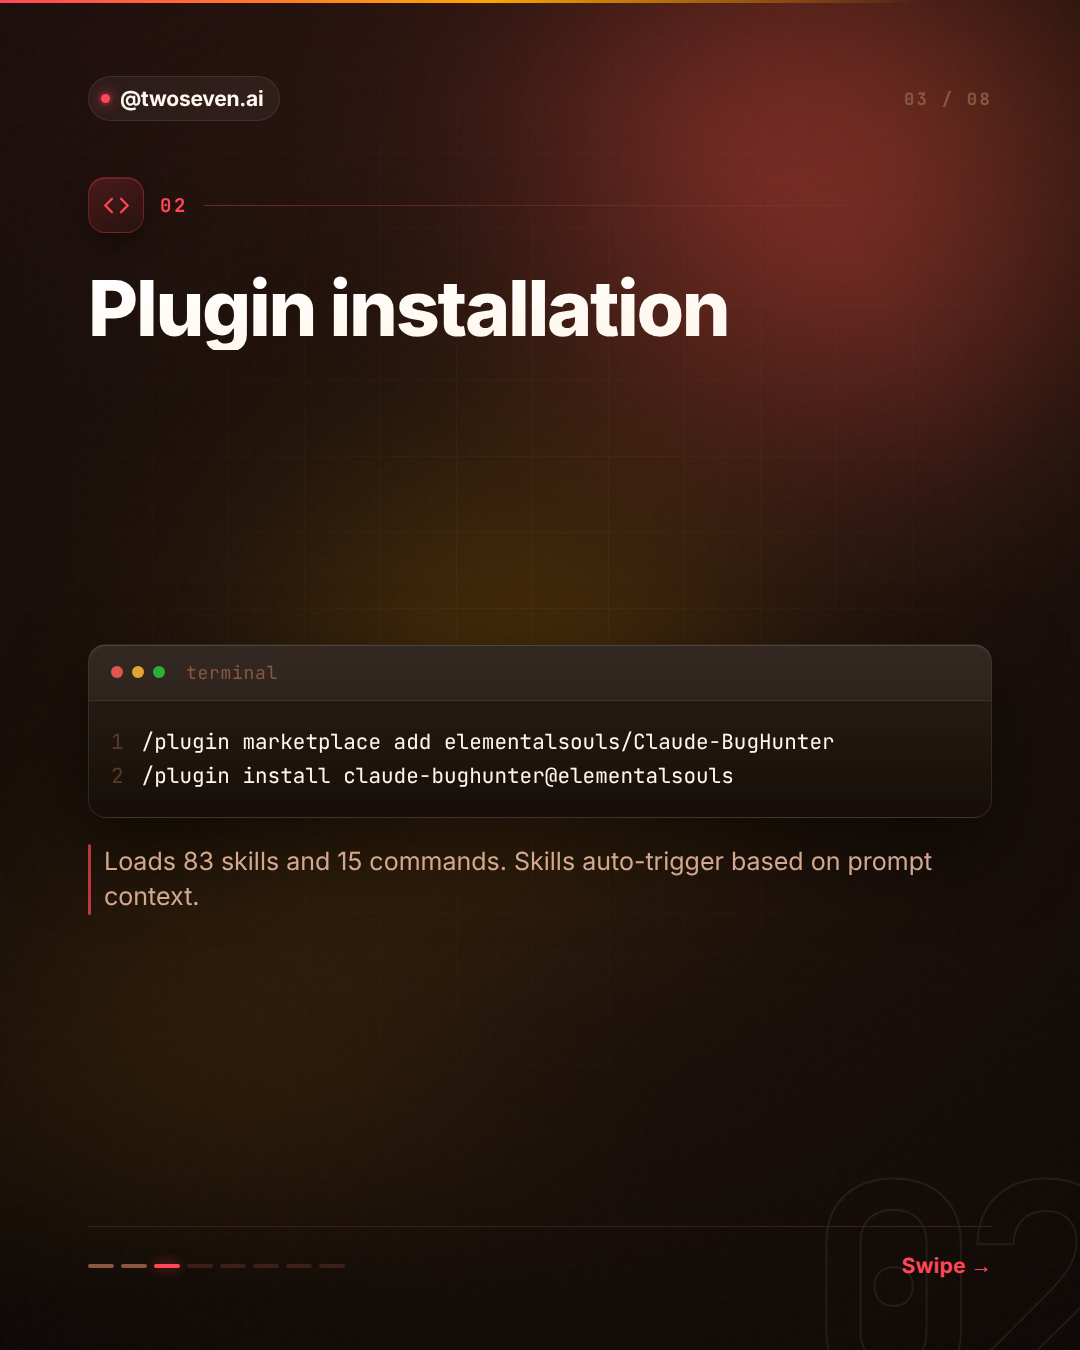 @twoseven.ai
03 / 08
02
Plugin installation
terminal
1 /plugin marketplace add elementalsouls/Claude-BugHunter
2 /plugin install claude-bughunter@elementalsouls
Loads 83 skills and 15 commands. Skills auto-trigger based on prompt
context.
02
Swipe →